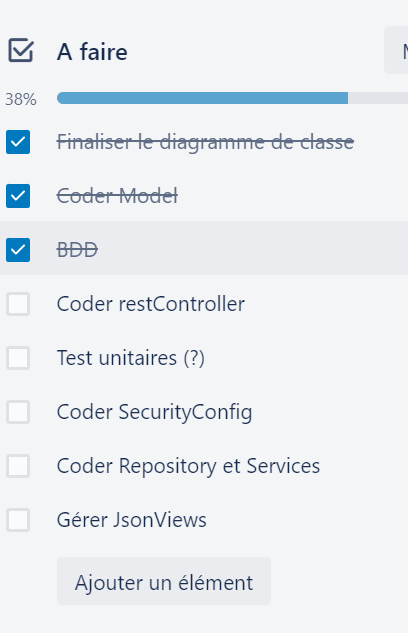 A faire
38%
Finaliser le diagramme de classe
Coder Model
BDD
Coder restController
Test unitaires (?)
Coder SecurityConfig
Coder Repository et Services
Gérer JsonViews
Ajouter un élément